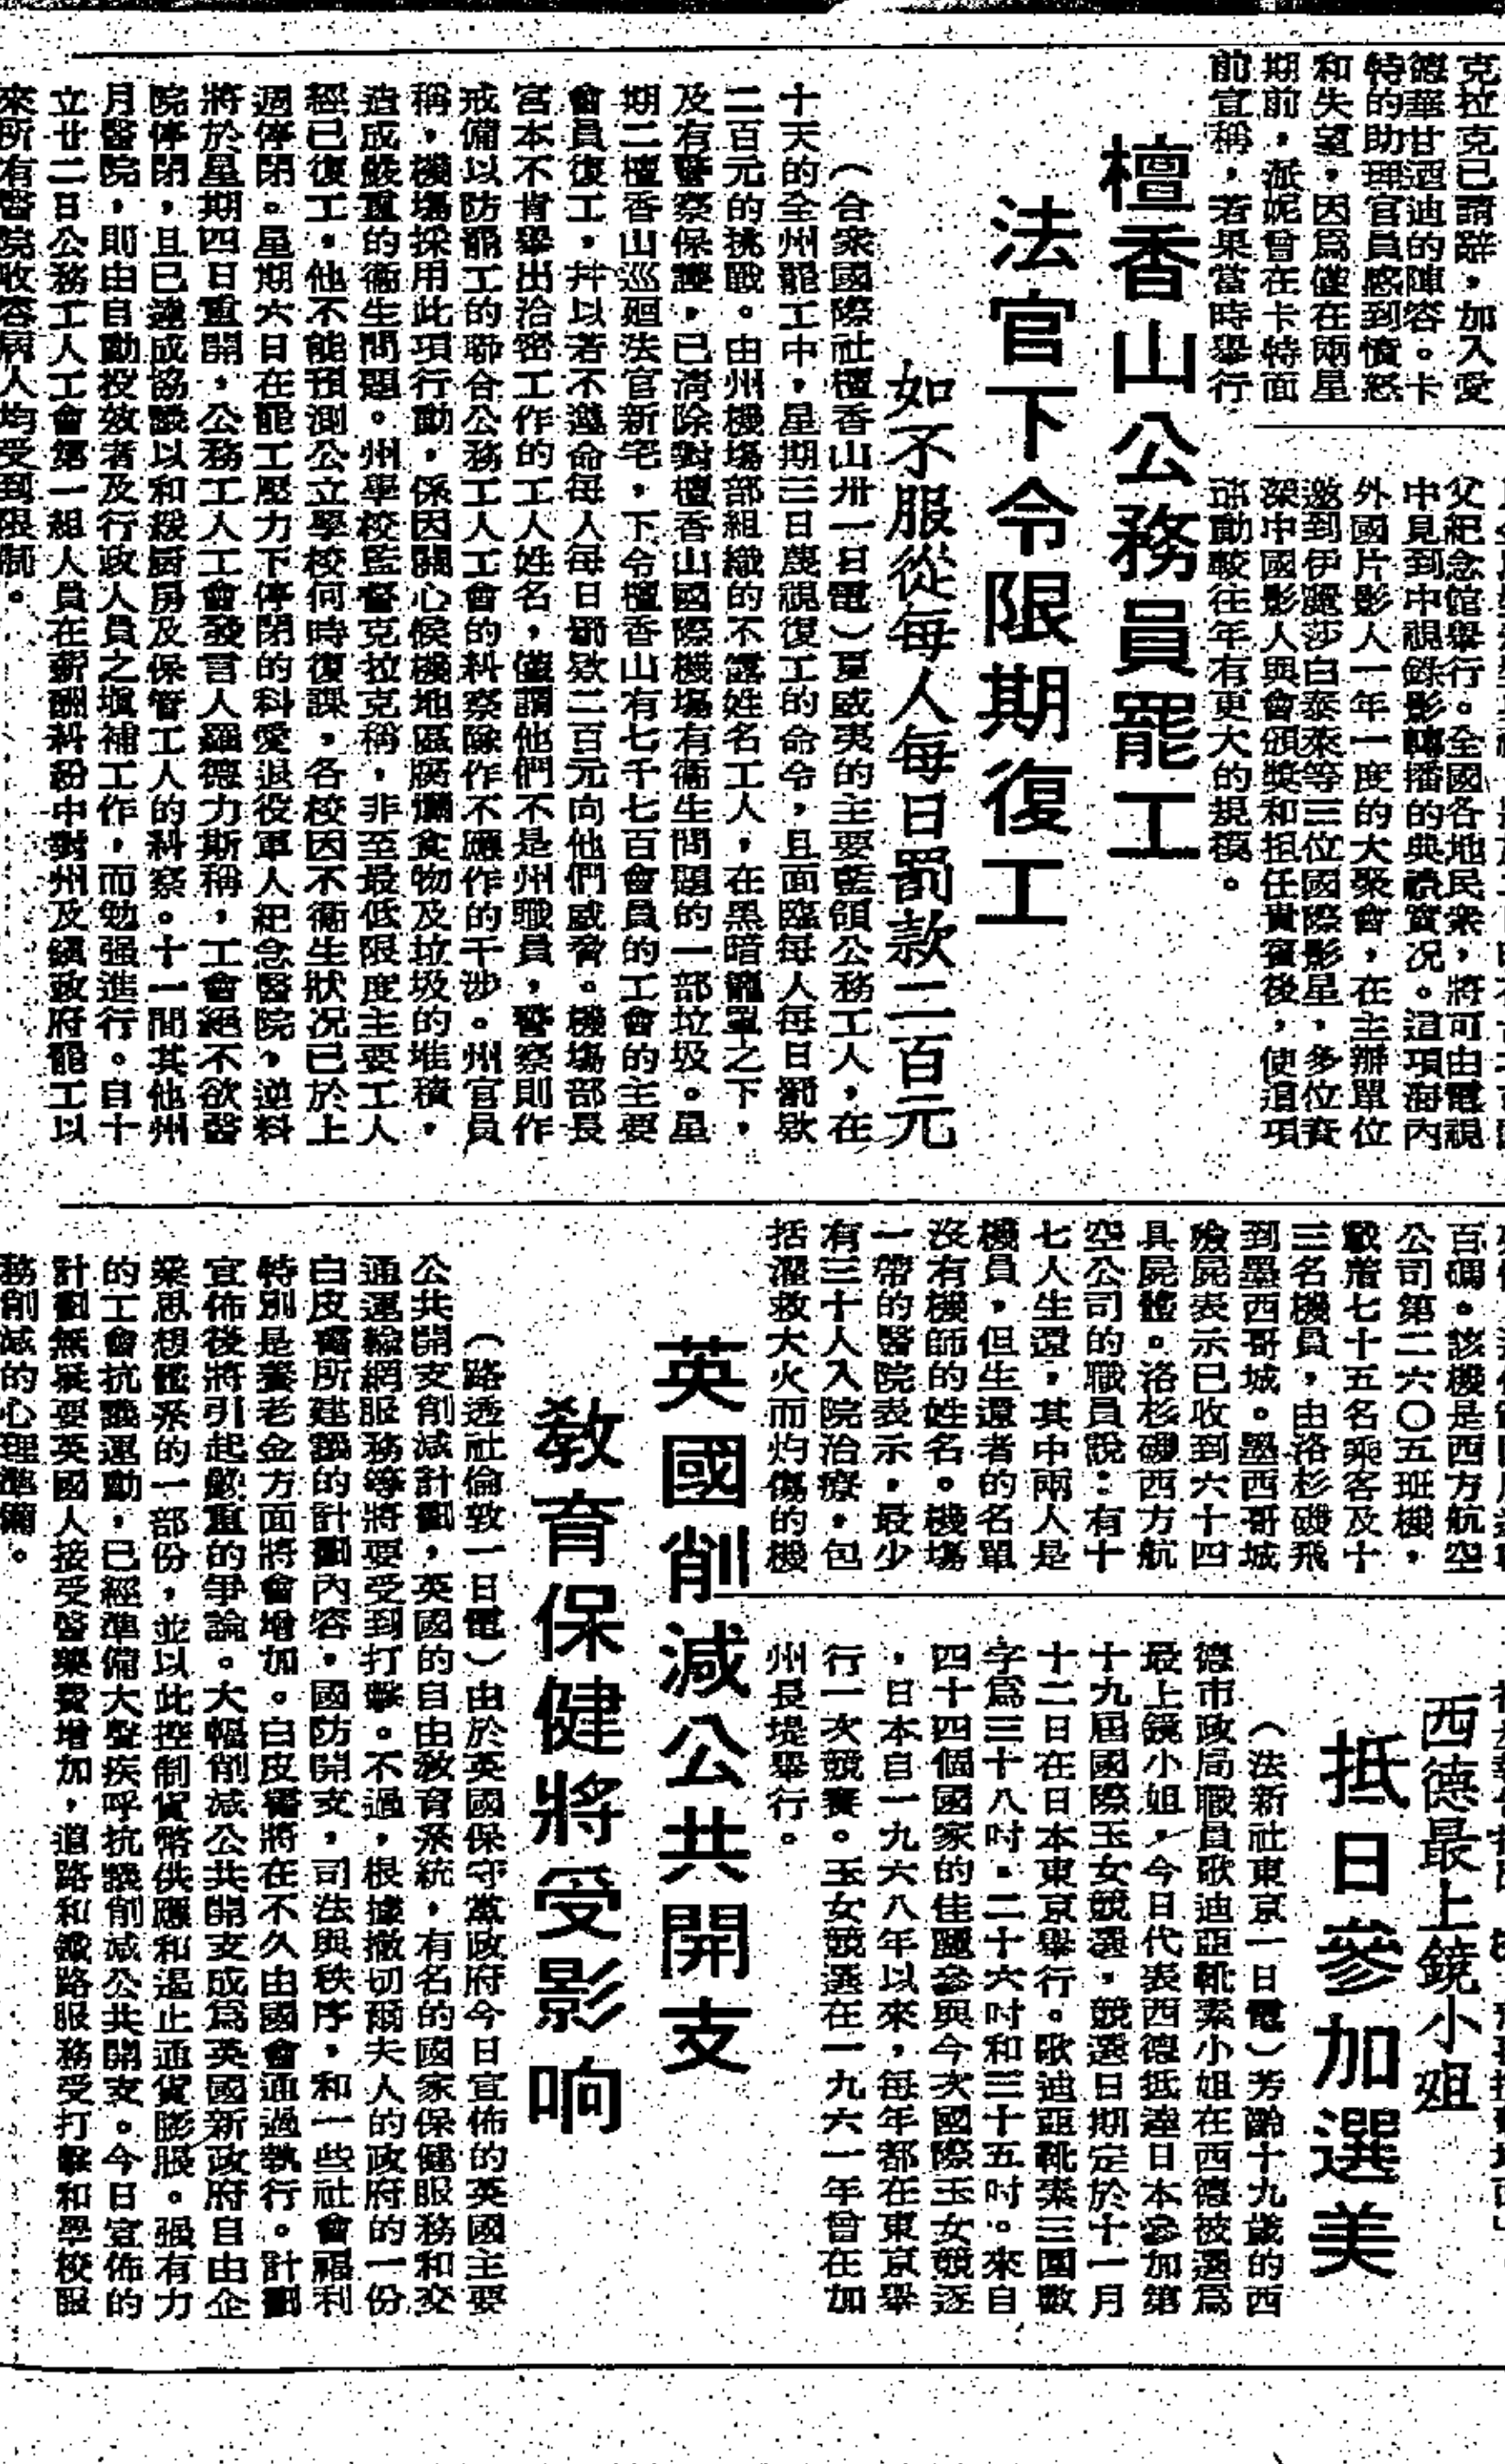 克拉克已請辭，加入愛
德華甘迺迪的陣容。卡
特的助理官員感到憤怒
和失望，因爲僅在兩星
期前，派妮曾在卡特面
前宣稱，若果當時舉行
父紀念館舉行。全國各地民衆，將可由電視
中見到中視錄影轉播的典禮實况。這項海內
外國片影人一年一度的大聚會，在主辦單位
邀到伊麗莎白泰萊等三位國際影星，多位資
深中國影人與會頒獎和担任貴賓後，使這項
活動較往年有更大的規模。
檀香山公務員罷工
法官下令限期復工
如不服從每人每日罰款二百元
（合衆國際社檀香山卅一日電）夏威夷的主要藍領公務工人，在
十天的全州罷工中，星期三日蔑視復工的命令，且面臨每人每日罰欵
二百元的挑戰。由州機場部組織的不露姓名工人，在黑暗籠罩之下，
及有警察保護，已清除對檀香山國際機場有衞生問題的一部垃圾。星
期二檀香山巡廻法官新宅，下令檀香山有七千七百會員的工會的主要
會員復工，幷以若不遵命每人每日罰欵二百元向他們威脅。機場部長
宮本不肯舉出洽密工作的工人姓名，僅謂他們不是州職員，警察則作
戒備以防罷工的聯合公務工人工會的糾察隊作不應作的干涉。州官員
稱，機場採用此項行動，係因關心候機地區腐爛食物及垃圾的堆積，
造成嚴重的衞生問題。州學校監督克拉克稱，非至最低限度主要工人
經已復工，他不能預測公立學校何時復課，各校因不衞生狀况已於上
週停閉。星期六日在罷工壓力下停閉的科愛退役軍人紀念醫院，逆料
將於星期四日重開，公務工人工會發言人羅德力斯稱，工會絕不欲醫
院停閉，且已達成協議以和緩厨房及保管工人的糾察。十一間其他州
月醫院，則由自動投效者及行政人員之塡補工作，而勉强進行。自十
立廿二日公務工人工會第一組人員在薪酬糾紛中對州及縣政府罷工以
來所有醫院收容病人均受到限制。
百碼。該機是西方航空
公司第二六〇五班機，
載着七十五名乘客及十
三名機員，由洛杉磯飛
到墨西哥城。墨西哥城
殮屍表示已收到六十四
具屍體。洛杉磯西方航
空公司的職員說：有十
七人生還，其中兩人是
機員，但生還者的名單
沒有機師的姓名。機場
一帶的醫院表示，最少
有三十人入院治療，包
括灌救大火而灼傷的機
西德最上鏡小姐
抵日參加選美
（法新社東京一日電）芳齡十九歲的西
德市政局職員歌迪亞靴素小姐在西德被選爲
最上鏡小姐，今日代表西德抵達日本參加第
十九屆國際玉女競選，競選日期定於十一月
十二日在日本東京舉行。歌迪亞靴素三圍數
字爲三十八吋，二十六吋和三十五吋。來自
四十四個國家的佳麗參與今次國際玉女競逐
，日本自一九六八年以來，每年都在東京舉
行一次競賽。玉女競選在一九六一年曾在加
州長堤舉行。
英國削減公共開支
敎育保健將受影响
（路透社倫敦一日電）由於英國保守黨政府今日宣佈的英國主要
公共開支削減計劃，英國的自由敎育系統，有名的國家保健服務和交
通運輸網服務等將要受到打擊。不過，根據撒切爾夫人的政府的一份
白皮書所建議的計劃內容，國防開支，司法與秩序，和一些社會福利
特別是養老金方面將會增加。白皮書將在不久由國會通過執行。計劃
宣佈後將引起嚴重的爭論。大幅削減公共開支成爲英國新政府自由企
業思想體系的一部份，並以此控制貨幣供應和遏止通貨膨脹。强有力
的工會抗議運動，已經準備大聲疾呼抗議削減公共開支。今日宣佈的
計劃無疑要英國人接受醫藥費增加，道路和鐵路服務受打擊和學校服
務削減的心理準備。